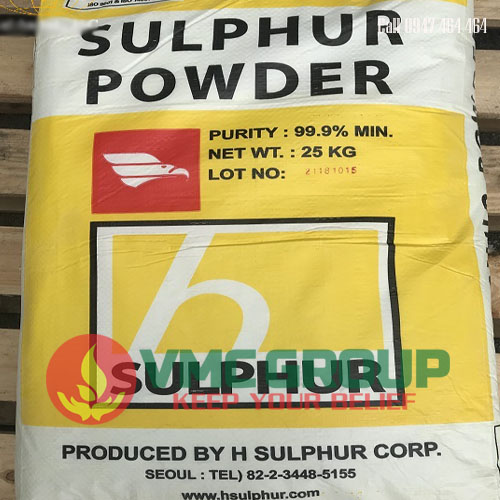 Call 0947 464 464
SULPHUR
POWDER
PURITY : 99.9% MIN.
NET WT. : 25 KG
LOT NO: 21181015
h
SULPHUR
VMCGROUP
KEEP YOUR BELIEF
PRODUCED BY H SULPHUR CORP.
SEOUL : TEL) 82-2-3448-5155
www.hsulphur.com